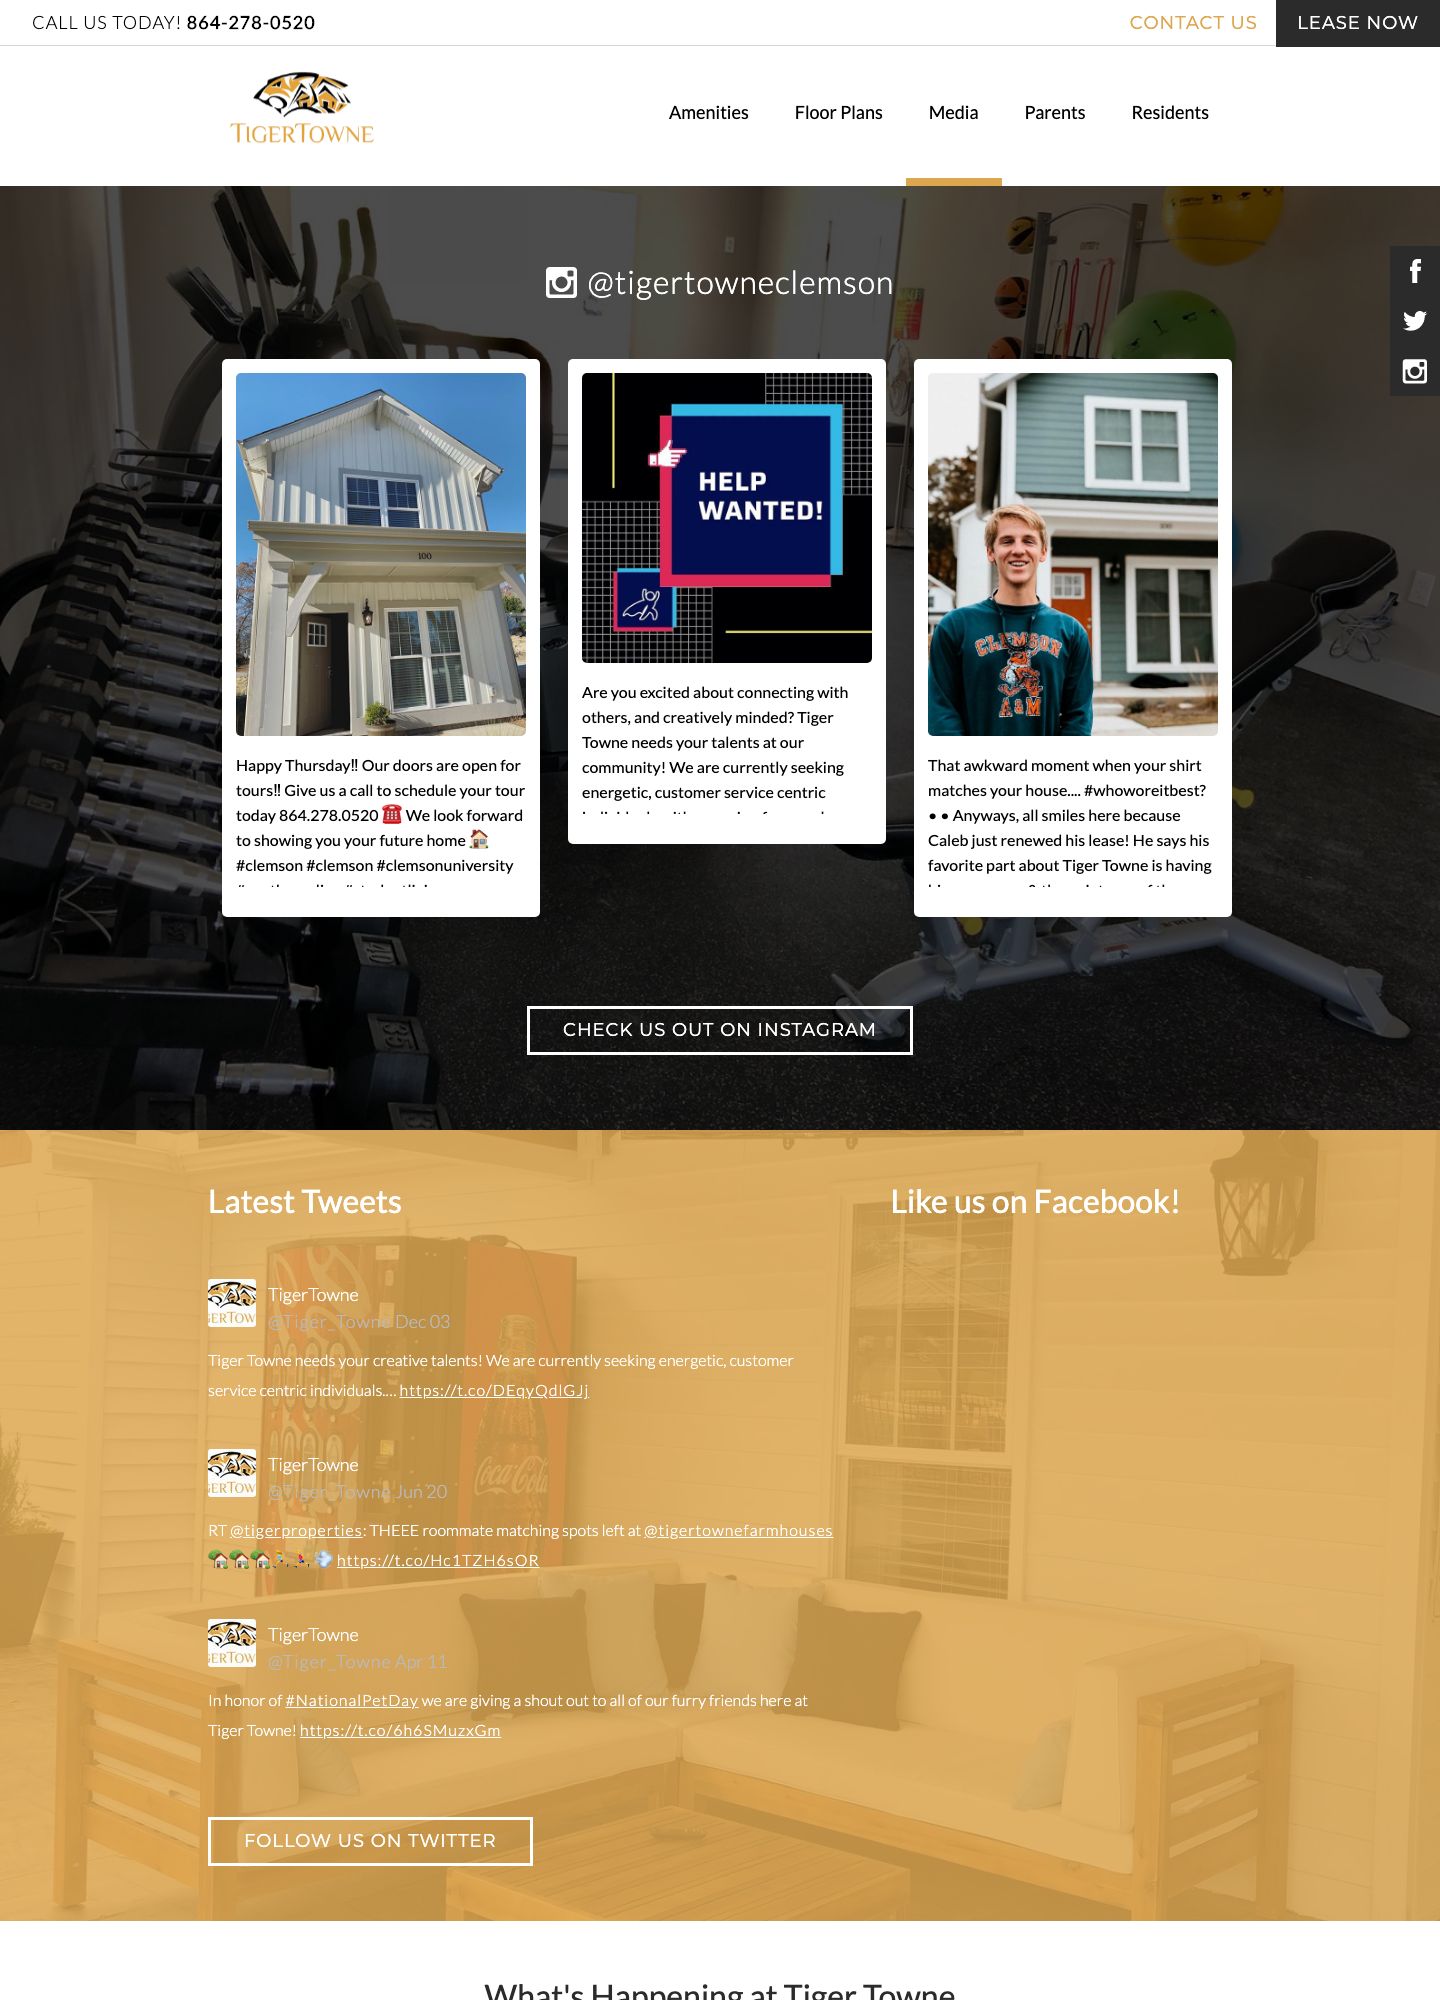 CALL US TODAY! 864-278-0520
CONTACT US
LEASE NOW
TIGERTOWNE
Amenities
Floor Plans
Media
Parents
Residents
@tigertowneclemson
100
Happy Thursday‼ Our doors are open for
tours‼ Give us a call to schedule your tour
today 864.278.0520 ☎️ We look forward
to showing you your future home 🏠
#clemson #clemson #clemsonuniversity
HELP
WANTED!
Are you excited about connecting with
others, and creatively minded? Tiger
Towne needs your talents at our
community! We are currently seeking
energetic, customer service centric
CLEMSON
A&M
That awkward moment when your shirt
matches your house.... #whoworeitbest?
• • Anyways, all smiles here because
Caleb just renewed his lease! He says his
favorite part about Tiger Towne is having
CHECK US OUT ON INSTAGRAM
Latest Tweets
TigerTowne
@Tiger_Towne Dec 03
Tiger Towne needs your creative talents! We are currently seeking energetic, customer
service centric individuals.… https://t.co/DEqyQdlGJj
TigerTowne
@Tiger_Towne Jun 20
RT @tigerproperties: THEEE roommate matching spots left at @tigertownefarmhouses
🏡🏡🏡🏃💃💨 https://t.co/Hc1TZH6sOR
TigerTowne
@Tiger_Towne Apr 11
In honor of #NationalPetDay we are giving a shout out to all of our furry friends here at
Tiger Towne! https://t.co/6h6SMuzxGm
FOLLOW US ON TWITTER
Like us on Facebook!
Coca-Cola
What's Happening at Tiger Towne